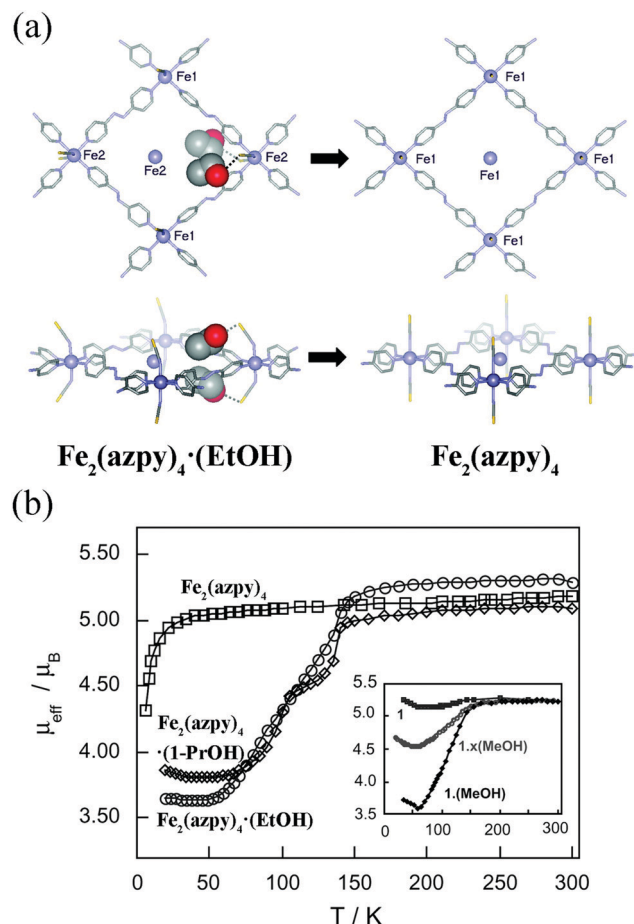 (a)
Fe1
Fe2 Fe2 Fe2
Fe1
Fe1
Fe1 Fe1 Fe1
Fe1
Fe₂(azpy)₄·(EtOH) Fe₂(azpy)₄
(b)
5.50
5.00
4.50
4.00
3.50
μeff / μB
Fe₂(azpy)₄
Fe₂(azpy)₄
·(1-PrOH)
Fe₂(azpy)₄·(EtOH)
5.5
5.0
4.5
4.0
3.5
1
1.x(MeOH)
1.(MeOH)
0 50 100 150 200 250 300
0 50 100 150 200 250 300
T / K